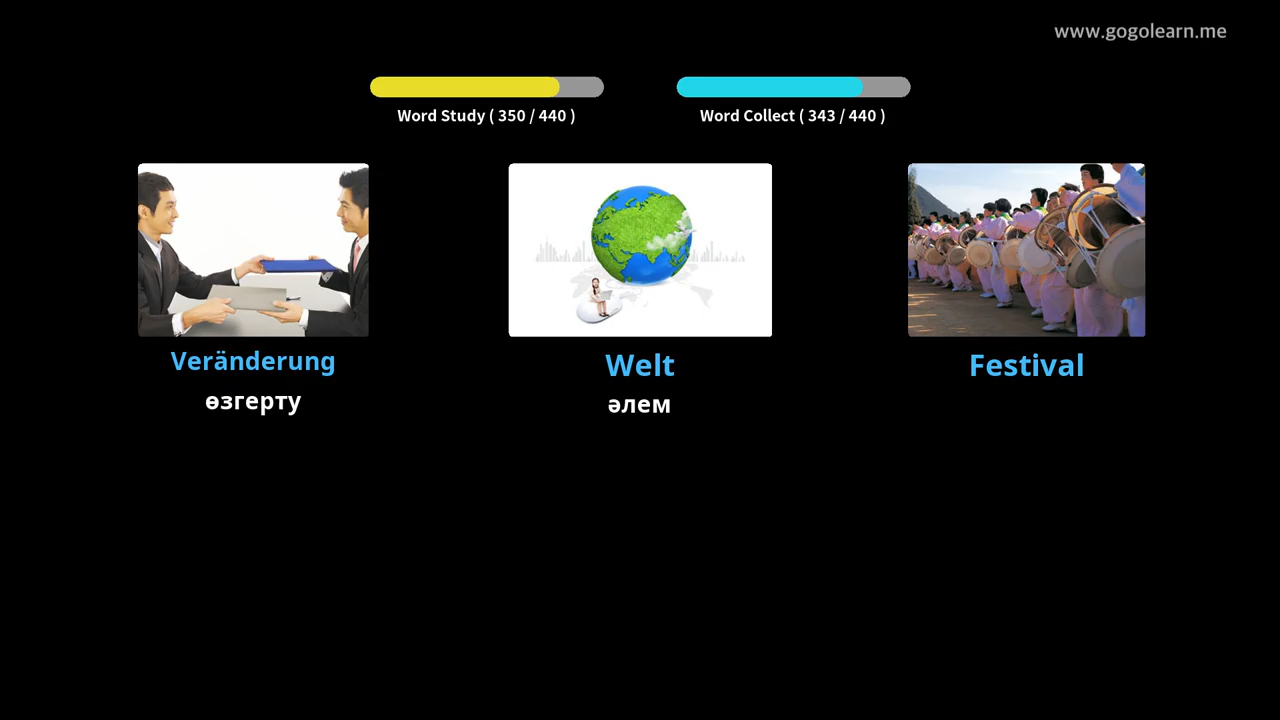 www.gogolearn.me
Word Study ( 350 / 440 )
Word Collect ( 343 / 440 )
Veränderung
өзгерту
Welt
әлем
Festival